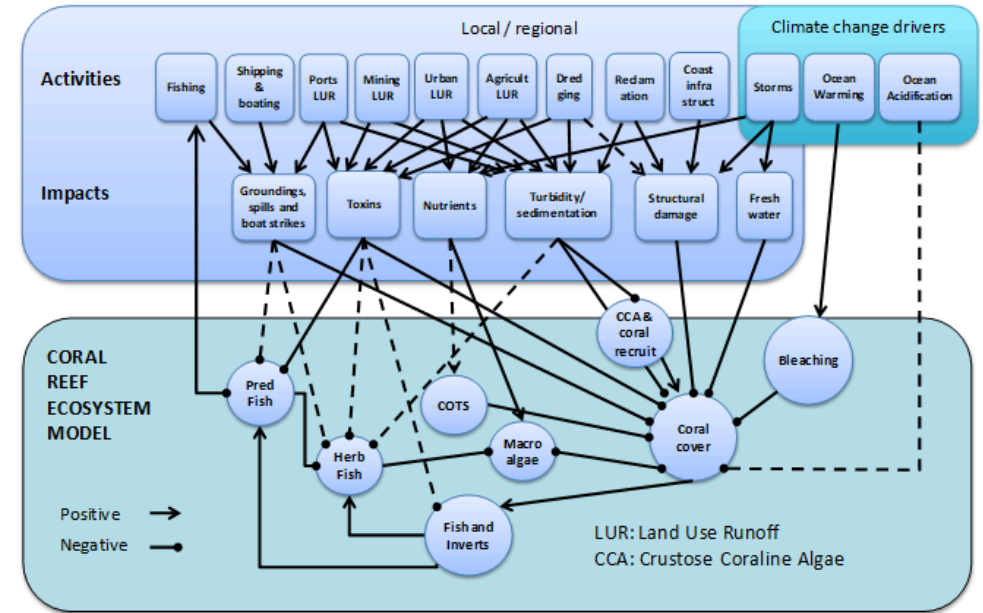 Local / regional
Climate change drivers
Activities
Fishing
Shipping
&
boating
Ports
LUR
Mining
LUR
Urban
LUR
Agricult
LUR
Dred
ging
Reclam
ation
Coast
infra
struct
Storms
Ocean
Warming
Ocean
Acidification
Impacts
Groundings,
spills and
boat strikes
Toxins
Nutrients
Turbidity/
sedimentation
Structural
damage
Fresh
water
CORAL
REEF
ECOSYSTEM
MODEL
CCA &
coral
recruit
Bleaching
Pred
Fish
COTS
Coral
cover
Macro
algae
Herb
Fish
Fish and
Inverts
Positive
Negative
LUR: Land Use Runoff
CCA: Crustose Coraline Algae